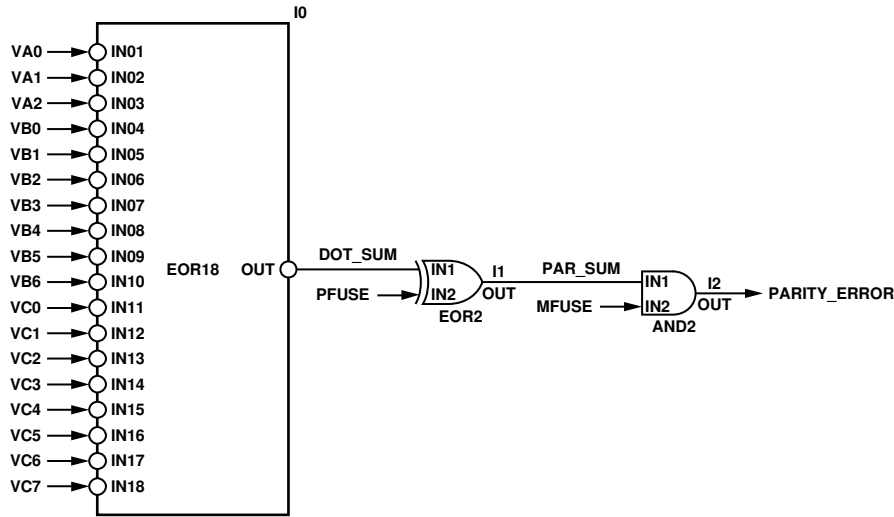 I0
VA0 IN01
VA1 IN02
VA2 IN03
VB0 IN04
VB1 IN05
VB2 IN06
VB3 IN07
VB4 IN08
VB5 IN09
VB6 IN10
VC0 IN11
VC1 IN12
VC2 IN13
VC3 IN14
VC4 IN15
VC5 IN16
VC6 IN17
VC7 IN18
EOR18 OUT
DOT_SUM
PFUSE
IN1
IN2
I1
OUT
EOR2
PAR_SUM
MFUSE
IN1
IN2
I2
OUT
AND2
PARITY_ERROR